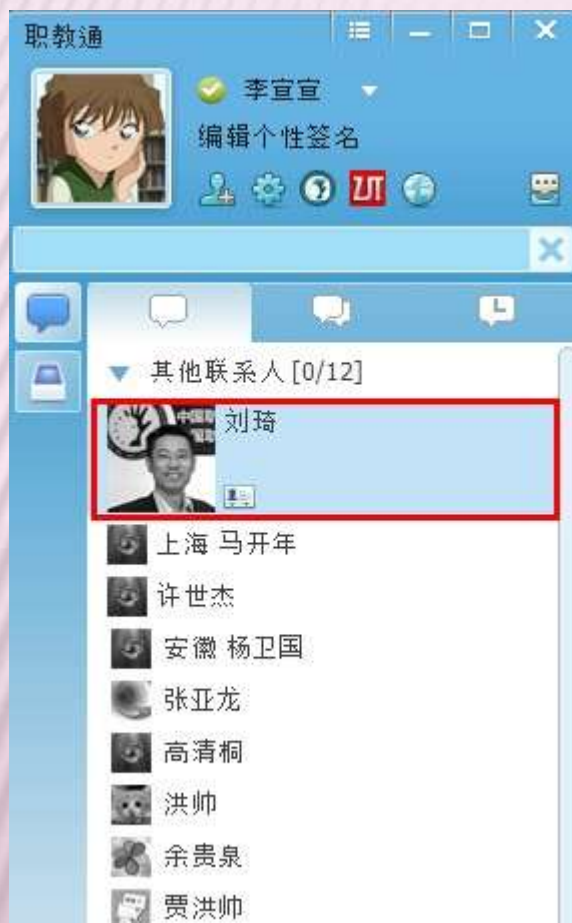 职教通
李宣宣
编辑个性签名
其他联系人 [0/12]
刘琦
上海 马开年
许世杰
安徽 杨卫国
张亚龙
高清桐
洪帅
余贵泉
贾洪帅